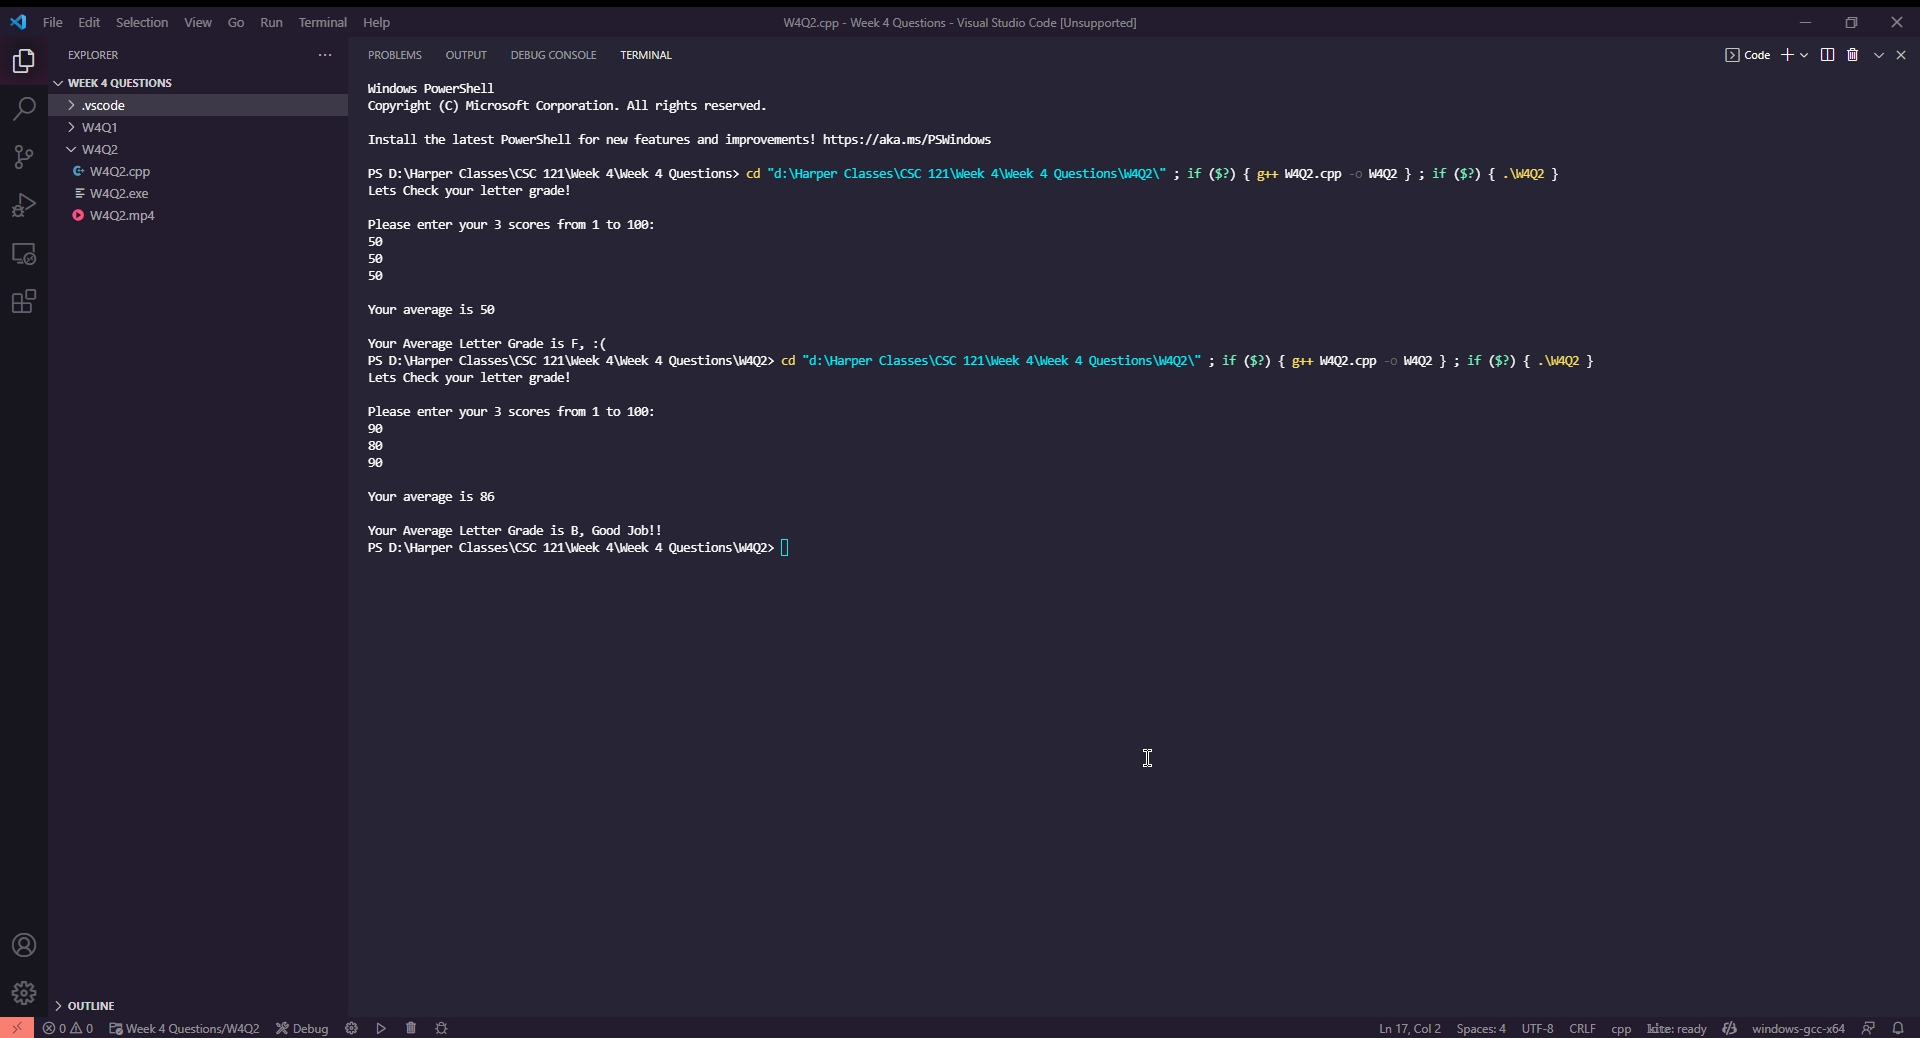 File Edit Selection View Go Run Terminal Help
W4Q2.cpp - Week 4 Questions - Visual Studio Code [Unsupported]
EXPLORER
WEEK 4 QUESTIONS
.vscode
W4Q1
W4Q2
W4Q2.cpp
W4Q2.exe
W4Q2.mp4
OUTLINE
PROBLEMS OUTPUT DEBUG CONSOLE TERMINAL
Code
Windows PowerShell
Copyright (C) Microsoft Corporation. All rights reserved.
Install the latest PowerShell for new features and improvements! https://aka.ms/PSWindows
PS D:\Harper Classes\CSC 121\Week 4\Week 4 Questions> cd "d:\Harper Classes\CSC 121\Week 4\Week 4 Questions\W4Q2\" ; if ($?) { g++ W4Q2.cpp -o W4Q2 } ; if ($?) { .\W4Q2 }
Lets Check your letter grade!
Please enter your 3 scores from 1 to 100:
50
50
50
Your average is 50
Your Average Letter Grade is F, :(
PS D:\Harper Classes\CSC 121\Week 4\Week 4 Questions\W4Q2> cd "d:\Harper Classes\CSC 121\Week 4\Week 4 Questions\W4Q2\" ; if ($?) { g++ W4Q2.cpp -o W4Q2 } ; if ($?) { .\W4Q2 }
Lets Check your letter grade!
Please enter your 3 scores from 1 to 100:
90
80
90
Your average is 86
Your Average Letter Grade is B, Good Job!!
PS D:\Harper Classes\CSC 121\Week 4\Week 4 Questions\W4Q2>
0 0 Week 4 Questions/W4Q2 Debug
Ln 17, Col 2 Spaces: 4 UTF-8 CRLF cpp kite: ready windows-gcc-x64